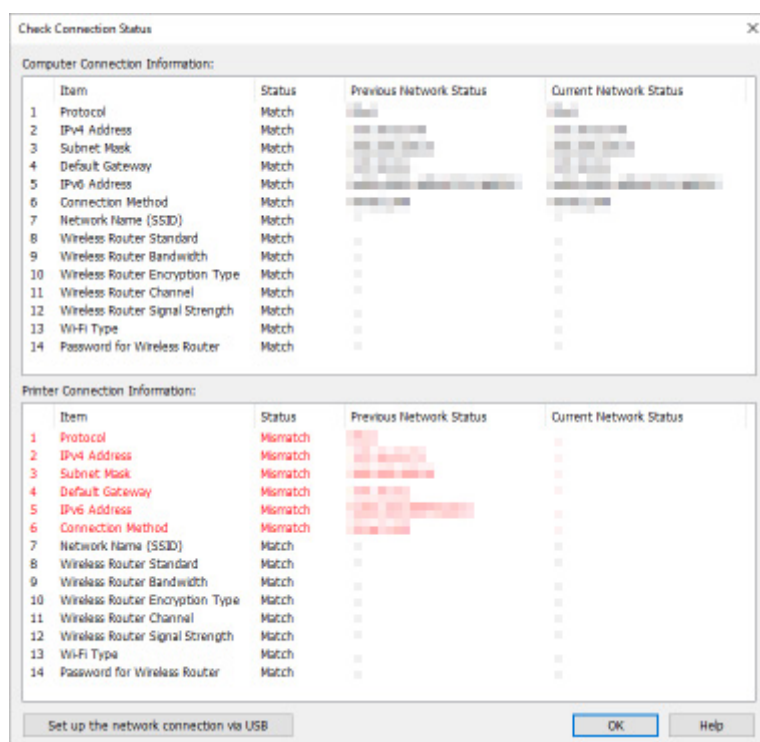 Check Connection Status
Computer Connection Information:
Item Status Previous Network Status Current Network Status
1 Protocol Match
2 IPv4 Address Match
3 Subnet Mask Match
4 Default Gateway Match
5 IPv6 Address Match
6 Connection Method Match
7 Network Name (SSID) Match
8 Wireless Router Standard Match
9 Wireless Router Bandwidth Match
10 Wireless Router Encryption Type Match
11 Wireless Router Channel Match
12 Wireless Router Signal Strength Match
13 Wi-Fi Type Match
14 Password for Wireless Router Match
Printer Connection Information:
Item Status Previous Network Status Current Network Status
1 Protocol Mismatch
2 IPv4 Address Mismatch
3 Subnet Mask Mismatch
4 Default Gateway Mismatch
5 IPv6 Address Mismatch
6 Connection Method Mismatch
7 Network Name (SSID) Match
8 Wireless Router Standard Match
9 Wireless Router Bandwidth Match
10 Wireless Router Encryption Type Match
11 Wireless Router Channel Match
12 Wireless Router Signal Strength Match
13 Wi-Fi Type Match
14 Password for Wireless Router Match
Set up the network connection via USB OK Help